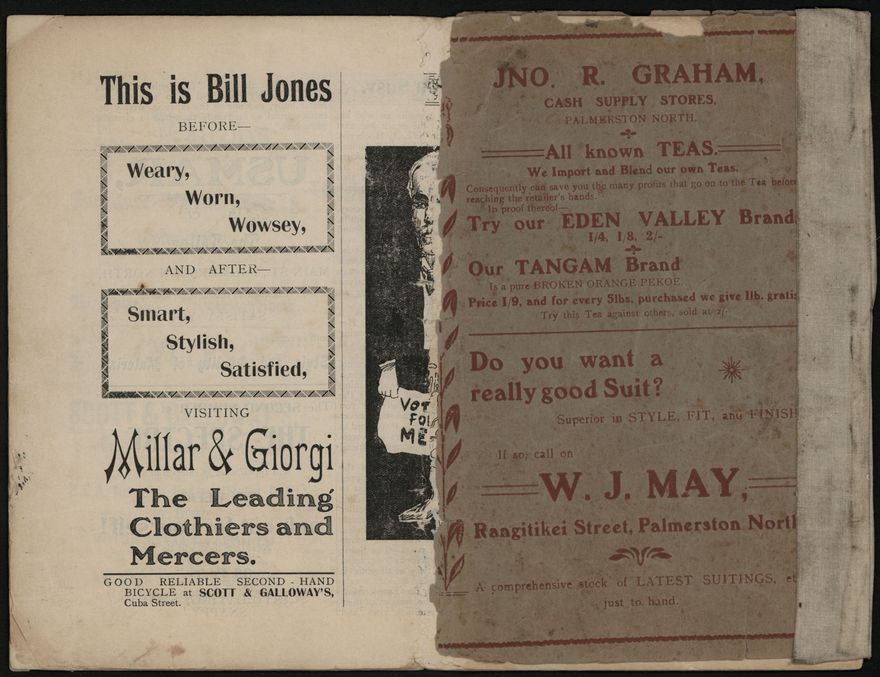 This is Bill Jones
BEFORE—
Weary,
Worn,
Wowsey,
AND AFTER—
Smart,
Stylish,
Satisfied,
VISITING
Millar & Giorgi
The Leading
Clothiers and
Mercers.
GOOD RELIABLE SECOND-HAND
BICYCLE at SCOTT & GALLOWAY'S,
Cuba Street.
VOT
FO
ME
JNO. R. GRAHAM,
CASH SUPPLY STORES,
PALMERSTON NORTH.
All known TEAS.
We Import and Blend our own Teas.
Consequently can save you the many profits that go on to the Tea before
reaching the retailer's hands.
In proof thereof—
Try our EDEN VALLEY Brand
1/4, 1/8, 2/-
Our TANGAM Brand
Is a pure BROKEN ORANGE PEKOE
Price 1/9, and for every 5lbs. purchased we give 1lb. gratis
Try this Tea against others, sold at 2/-
Do you want a
really good Suit?
Superior in STYLE, FIT, and FINISH
If so, call on
W. J. MAY,
Rangitikei Street, Palmerston North
A comprehensive stock of LATEST SUITINGS, et
just to hand.